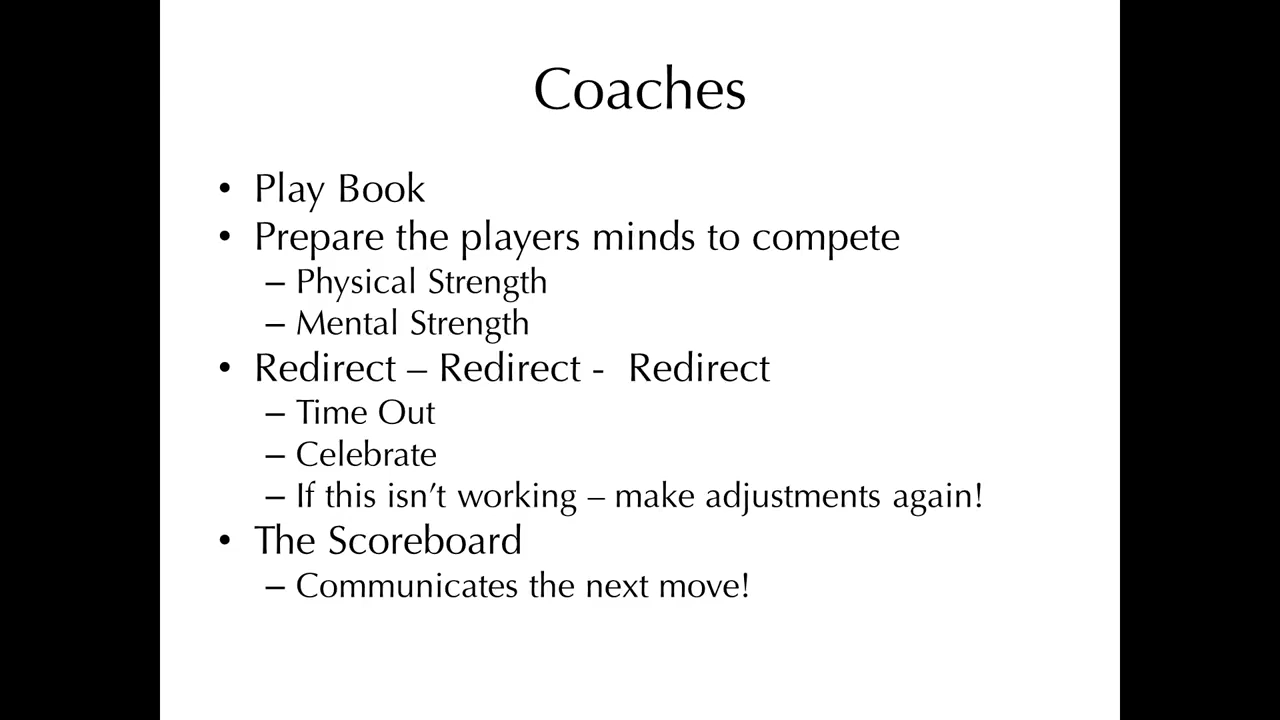 Coaches
• Play Book
• Prepare the players minds to compete
– Physical Strength
– Mental Strength
• Redirect – Redirect -  Redirect
– Time Out
– Celebrate
– If this isn’t working – make adjustments again!
• The Scoreboard
– Communicates the next move!